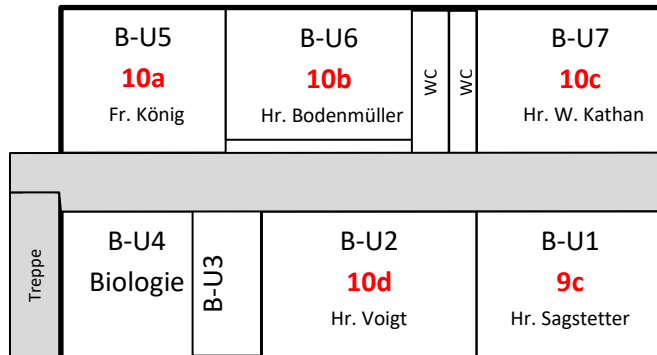 B-U5
10a
Fr. König
B-U6
10b
Hr. Bodenmüller
WC
WC
B-U7
10c
Hr. W. Kathan
Treppe
B-U4
Biologie
B-U3
B-U2
10d
Hr. Voigt
B-U1
9c
Hr. Sagstetter